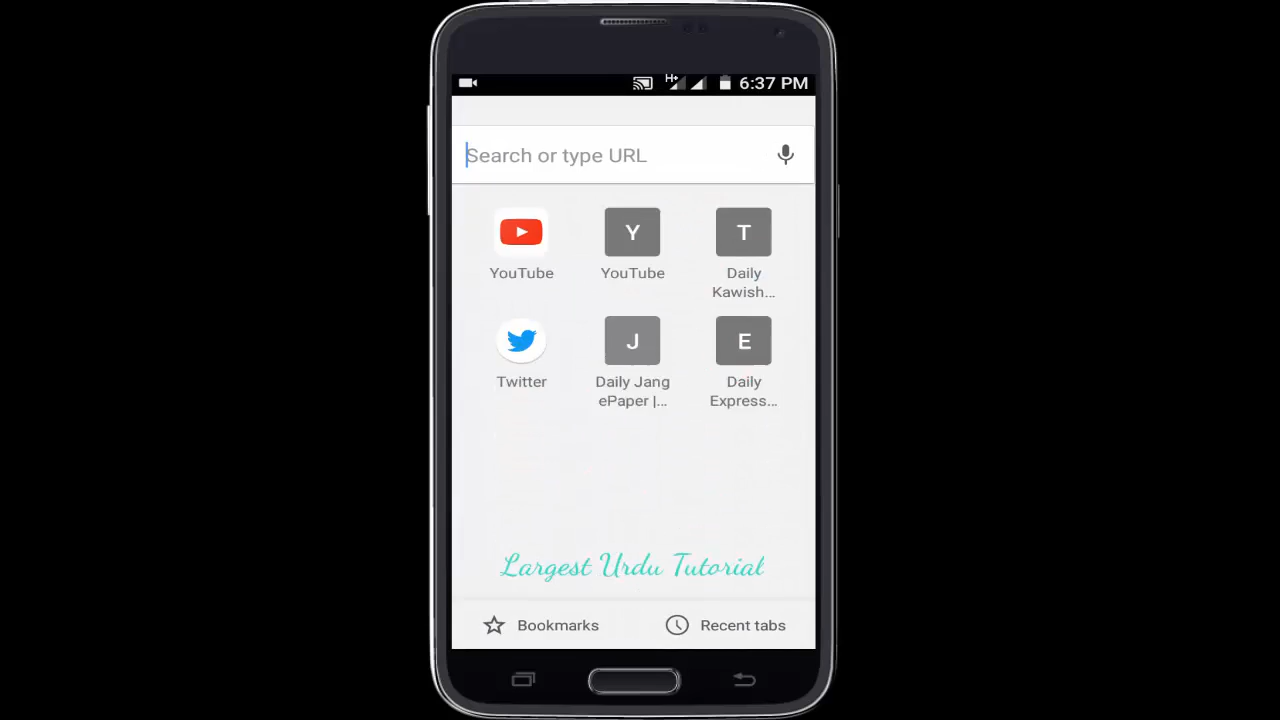 H+ 6:37 PM
Search or type URL
YouTube
Y
YouTube
T
Daily
Kawish...
Twitter
J
Daily Jang
ePaper |...
E
Daily
Express...
Largest Urdu Tutorial
Bookmarks
Recent tabs